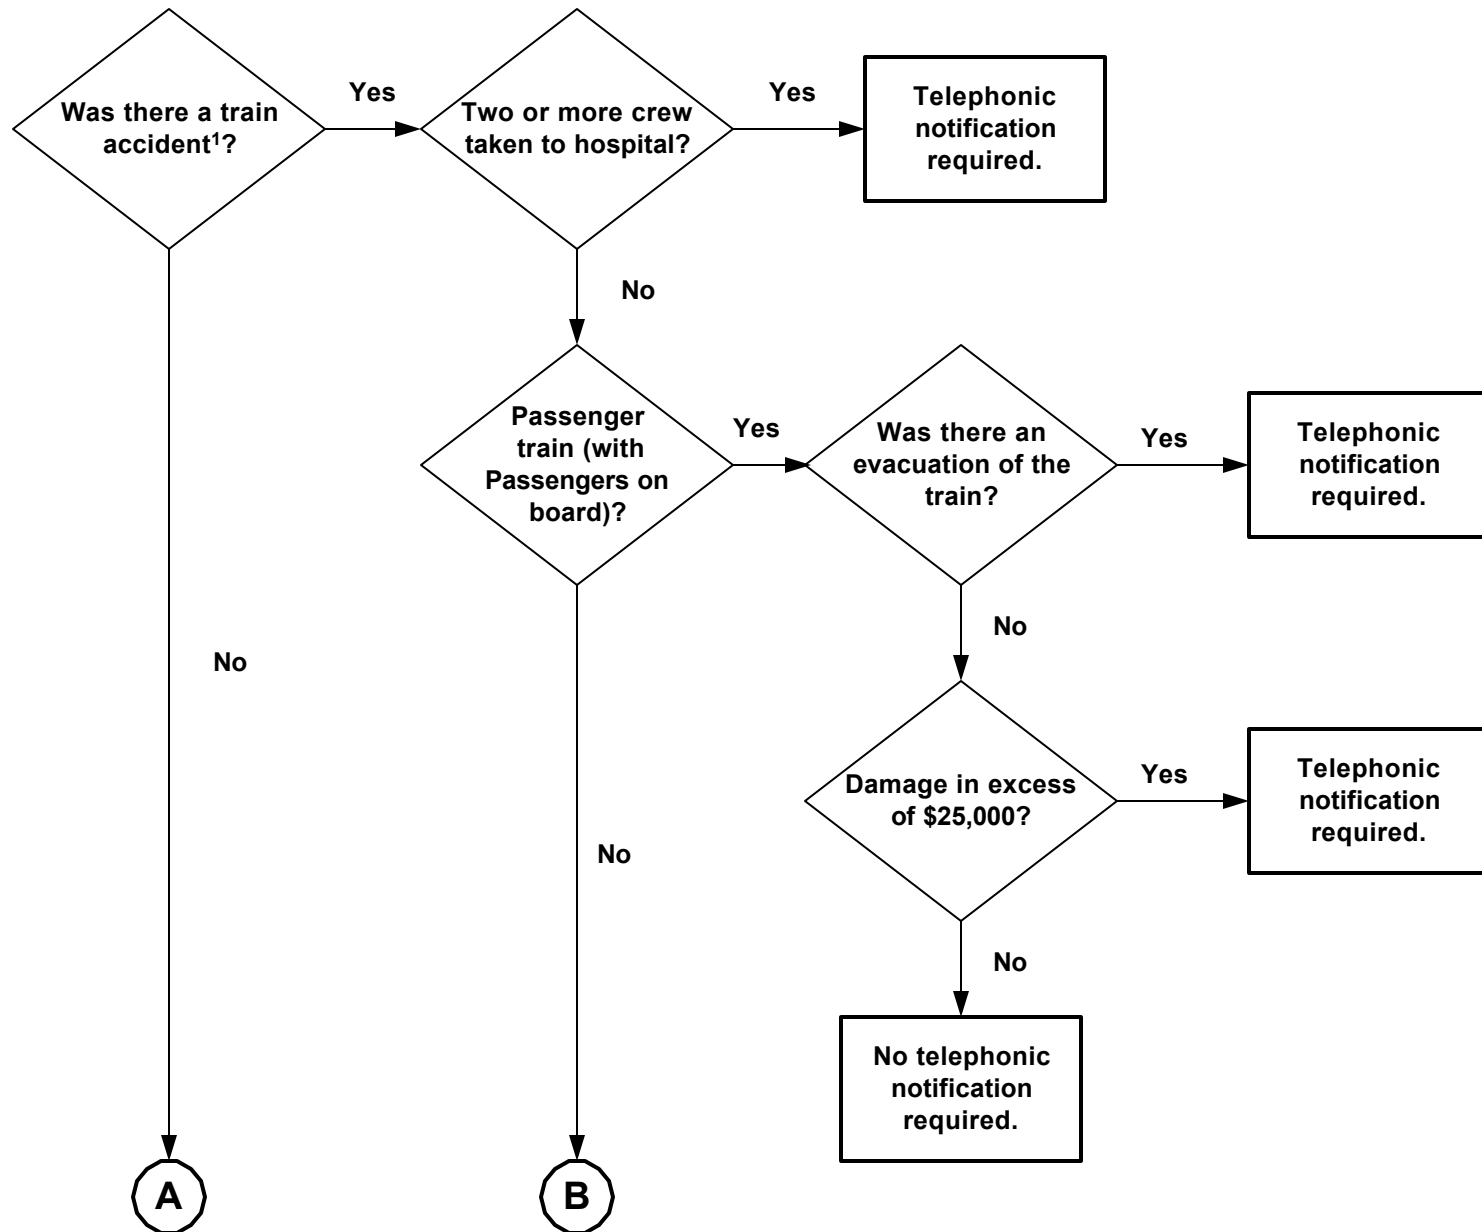 Was there a train
accident¹?
Yes
Two or more crew
taken to hospital?
Yes
Telephonic
notification
required.
No
Passenger
train (with
Passengers on
board)?
Yes
Was there an
evacuation of the
train?
Yes
Telephonic
notification
required.
No
No
Damage in excess
of $25,000?
Yes
Telephonic
notification
required.
No
No
No telephonic
notification
required.
A
B